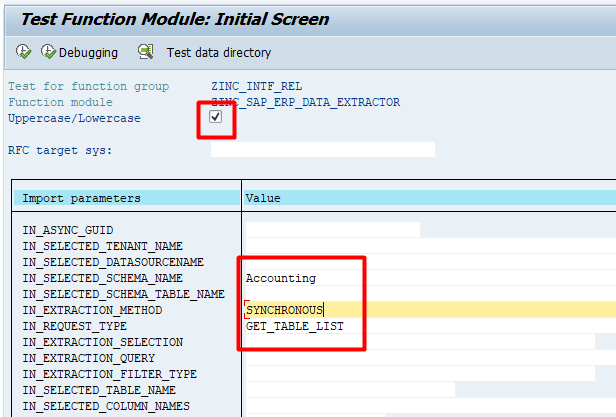 Test Function Module: Initial Screen
Debugging Test data directory
Test for function group ZINC_INTF_REL
Function module ZINC_SAP_ERP_DATA_EXTRACTOR
Uppercase/Lowercase
RFC target sys:
Import parameters Value
IN_ASYNC_GUID
IN_SELECTED_TENANT_NAME
IN_SELECTED_DATASOURCENAME
IN_SELECTED_SCHEMA_NAME Accounting
IN_SELECTED_SCHEMA_TABLE_NAME
IN_EXTRACTION_METHOD SYNCHRONOUS
IN_REQUEST_TYPE GET_TABLE_LIST
IN_EXTRACTION_SELECTION
IN_EXTRACTION_QUERY
IN_EXTRACTION_FILTER_TYPE
IN_SELECTED_TABLE_NAME
IN_SELECTED_COLUMN_NAMES